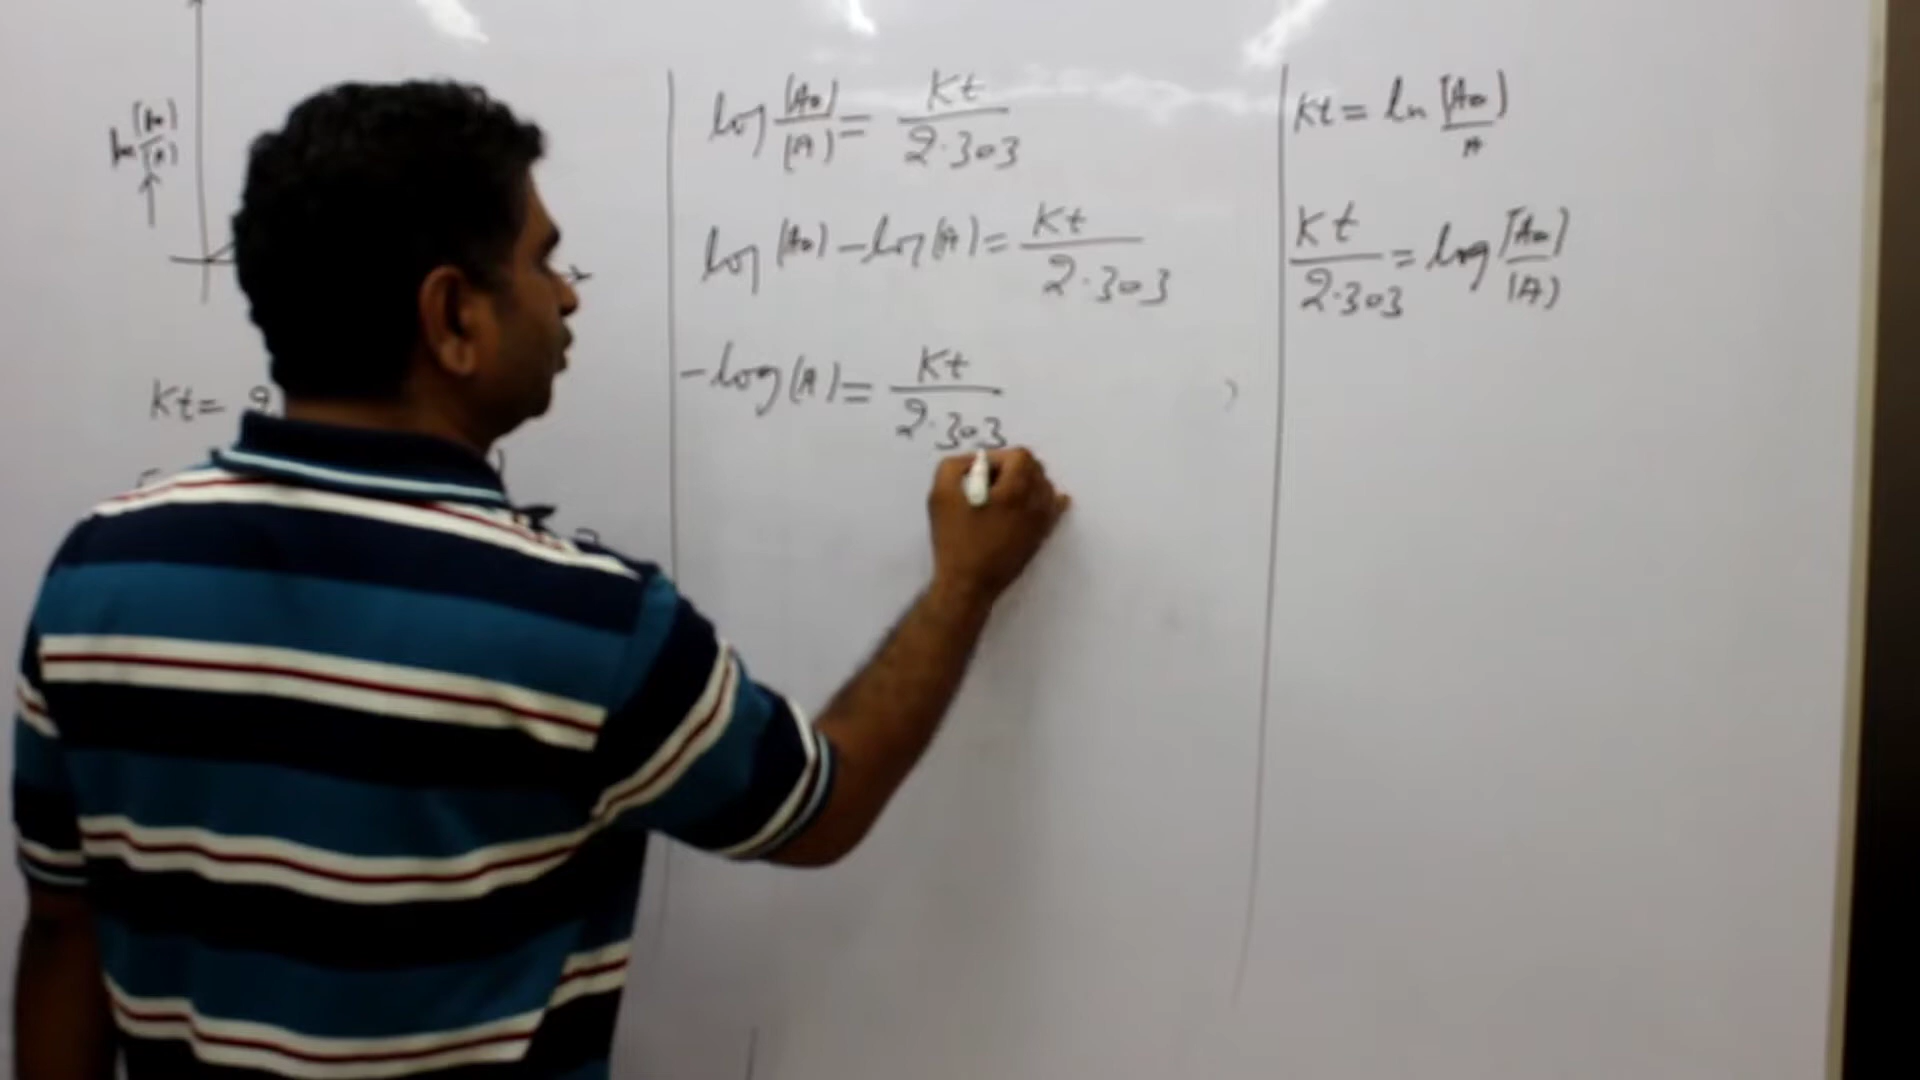 ln [A₀]/[A]
Kt = 2
log [A₀]/[A] = Kt/2.303
log [A₀] - log [A] = Kt/2.303
-log [A] = Kt/2.303
Kt = ln [A₀]/A
Kt/2.303 = log [A₀]/[A]